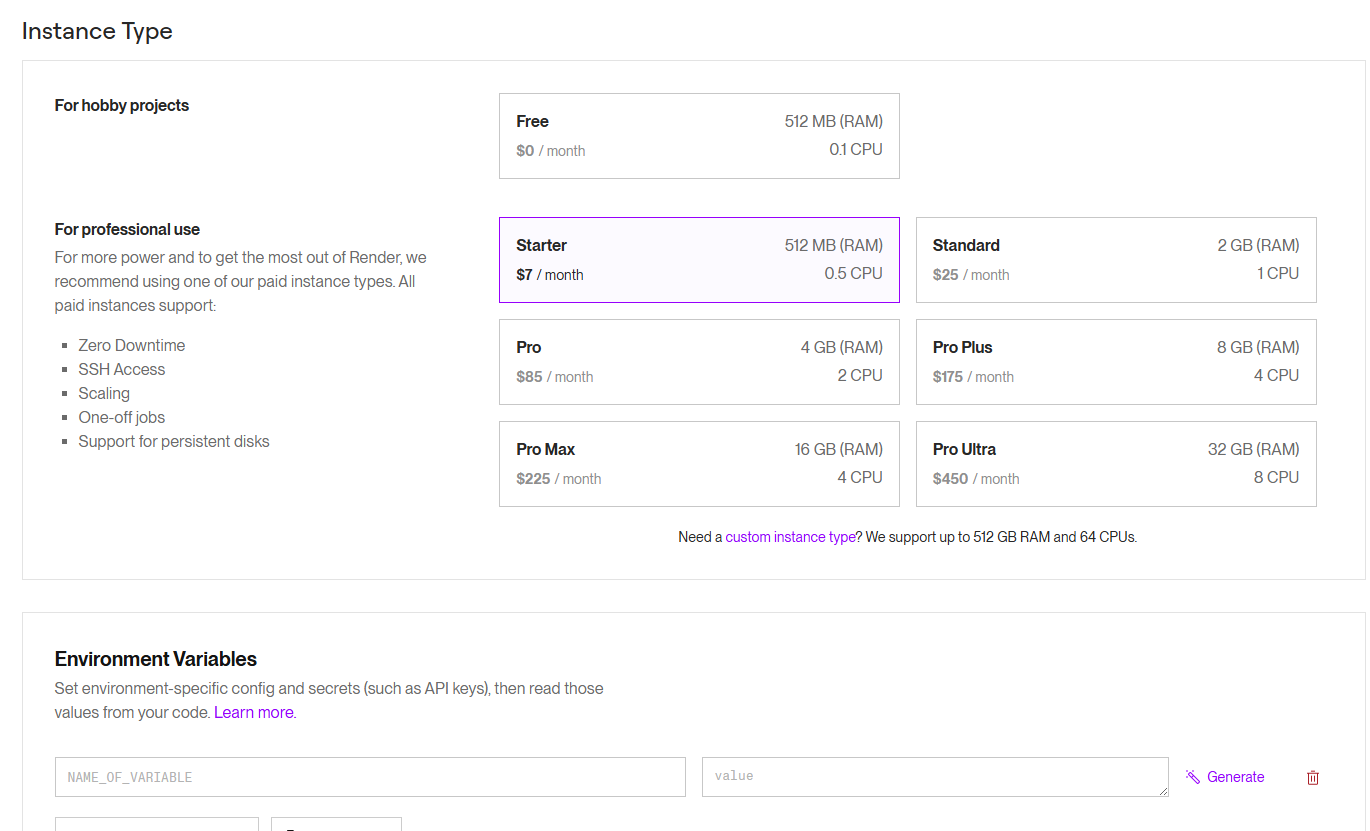 Instance Type
For hobby projects
Free 512 MB (RAM)
$0 / month 0.1 CPU
For professional use
For more power and to get the most out of Render, we
recommend using one of our paid instance types. All
paid instances support:
Zero Downtime
SSH Access
Scaling
One-off jobs
Support for persistent disks
Starter 512 MB (RAM)
$7 / month 0.5 CPU
Standard 2 GB (RAM)
$25 / month 1 CPU
Pro 4 GB (RAM)
$85 / month 2 CPU
Pro Plus 8 GB (RAM)
$175 / month 4 CPU
Pro Max 16 GB (RAM)
$225 / month 4 CPU
Pro Ultra 32 GB (RAM)
$450 / month 8 CPU
Need a custom instance type? We support up to 512 GB RAM and 64 CPUs.
Environment Variables
Set environment-specific config and secrets (such as API keys), then read those
values from your code. Learn more.
NAME_OF_VARIABLE
value
Generate